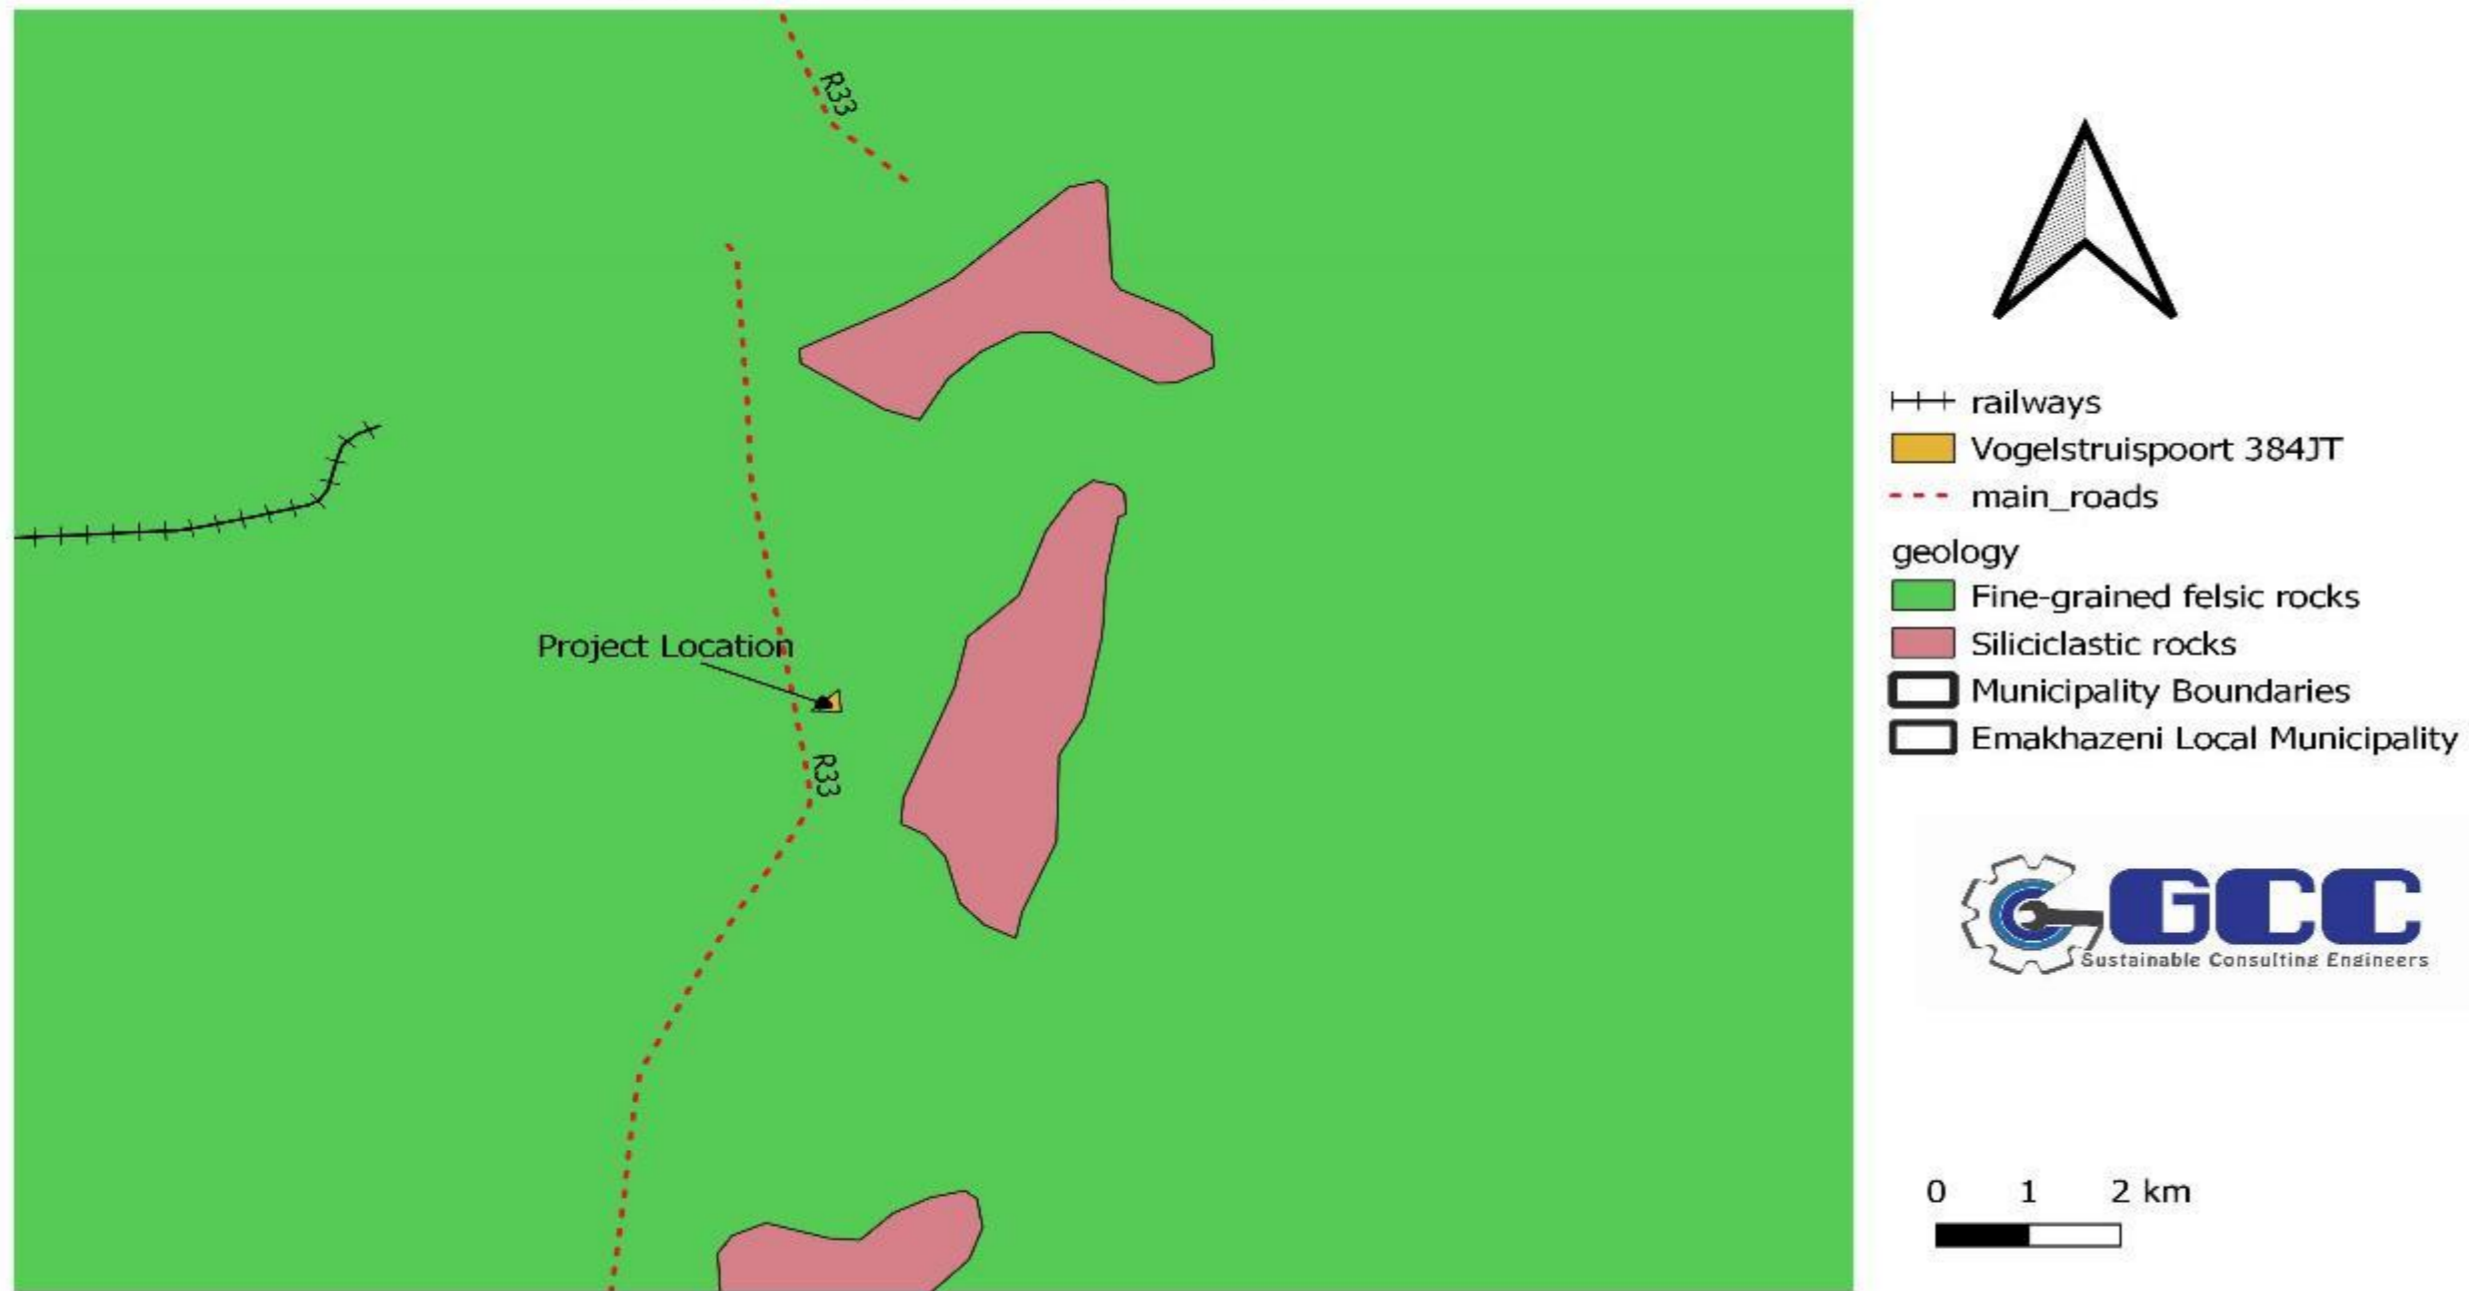 R33
Project Location
R33
railways
Vogelstruispoort 384JT
main_roads
geology
Fine-grained felsic rocks
Siliciclastic rocks
Municipality Boundaries
Emakhazeni Local Municipality
GCC
Sustainable Consulting Engineers
0 1 2 km